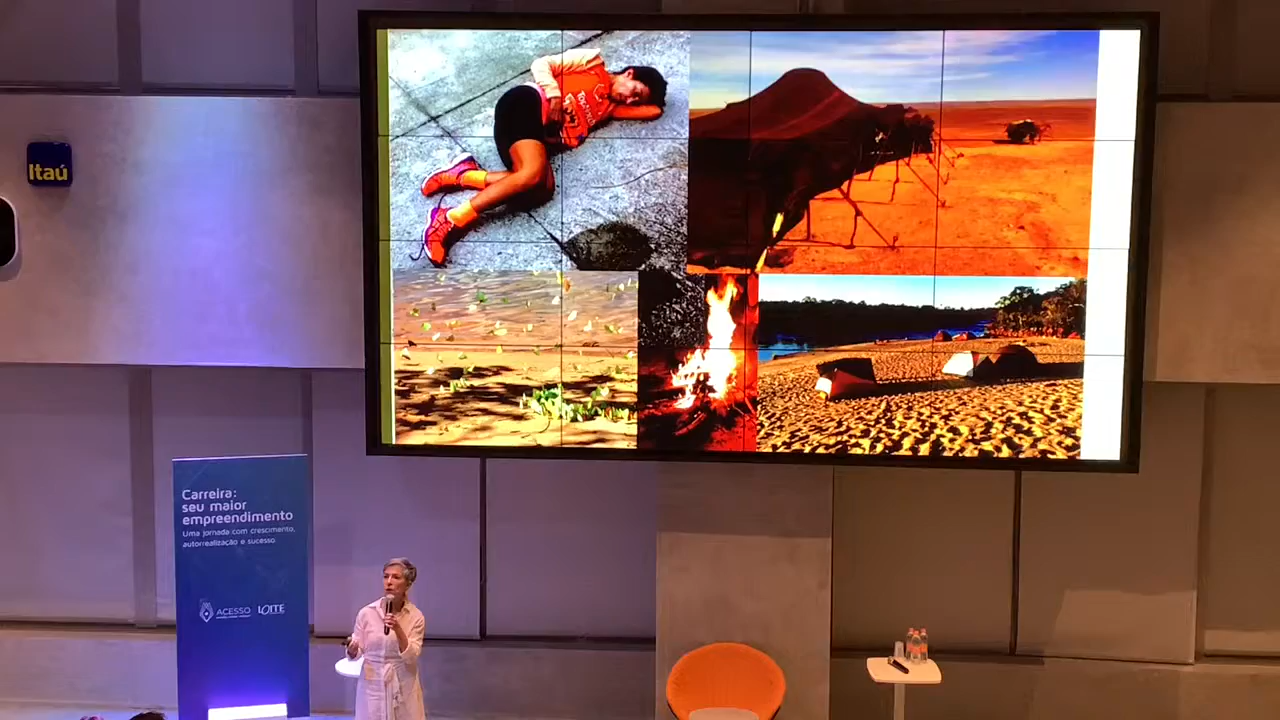 Itaú
Carreira:
seu maior
empreendimento
Uma jornada com crescimento,
autorrealização e sucesso
ACESSO
LOITE